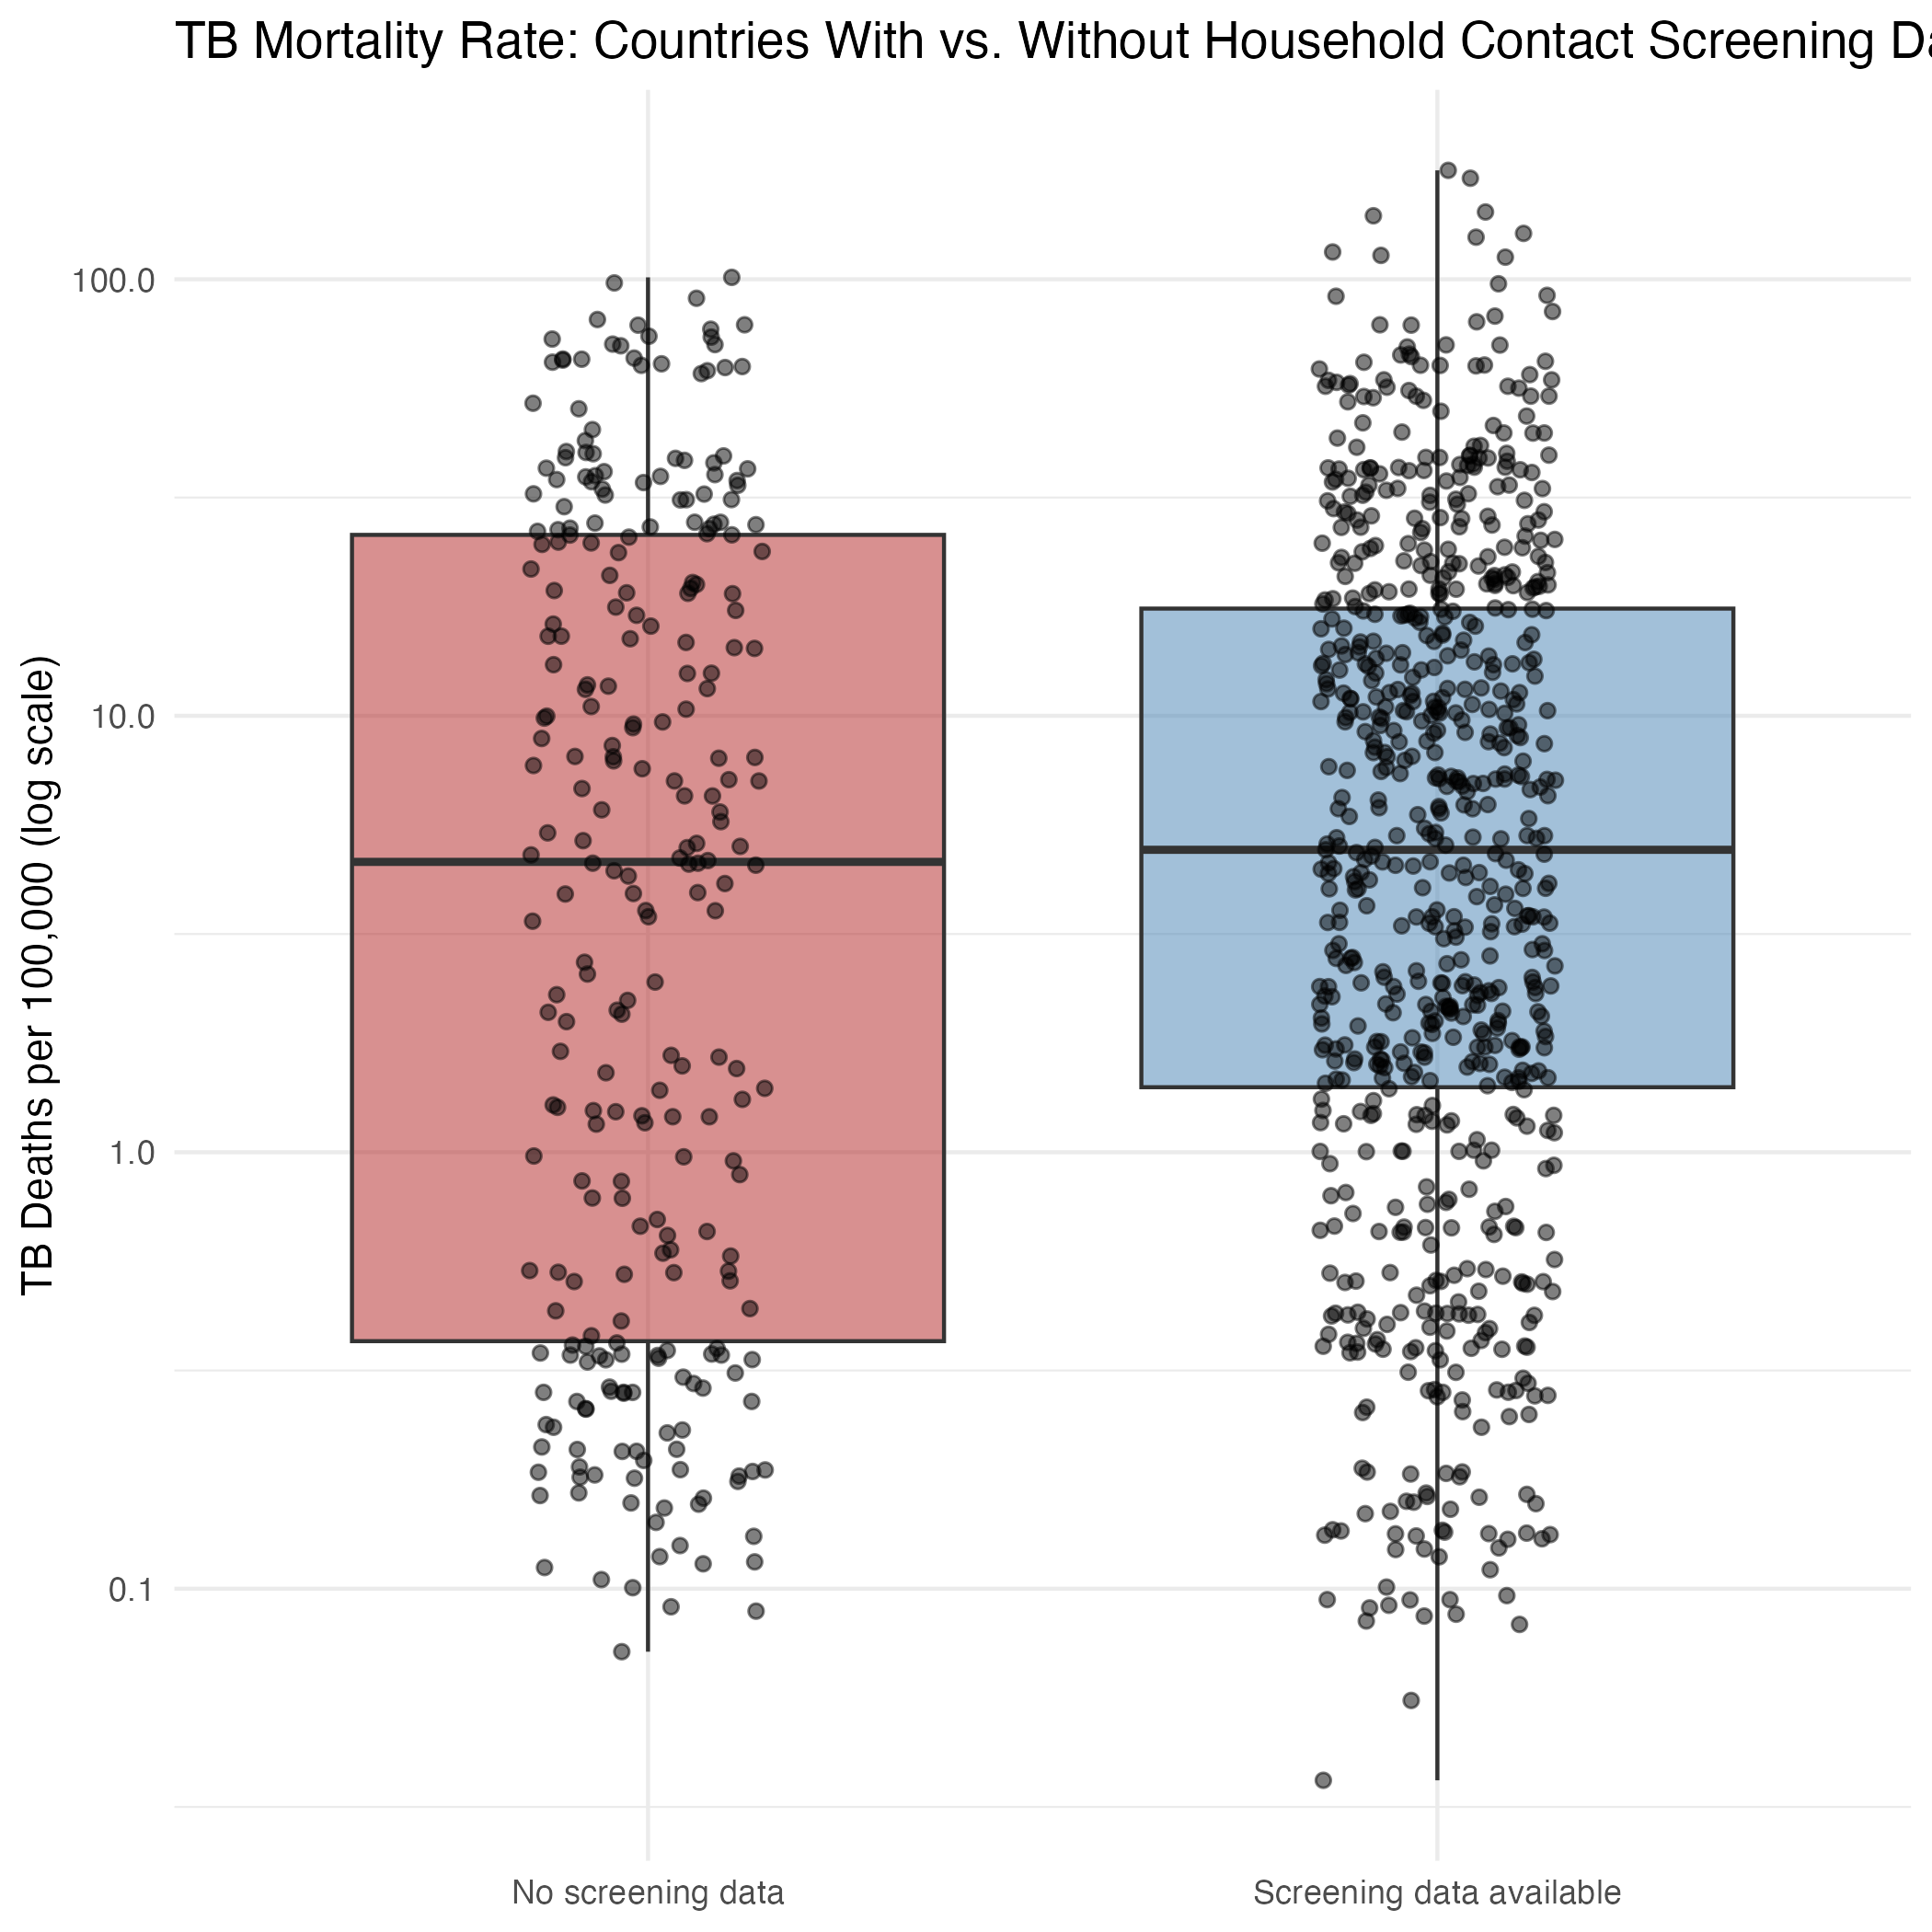 TB Mortality Rate: Countries With vs. Without Household Contact Screening Da
TB Deaths per 100,000 (log scale)
100.0
10.0
1.0
0.1
No screening data
Screening data available